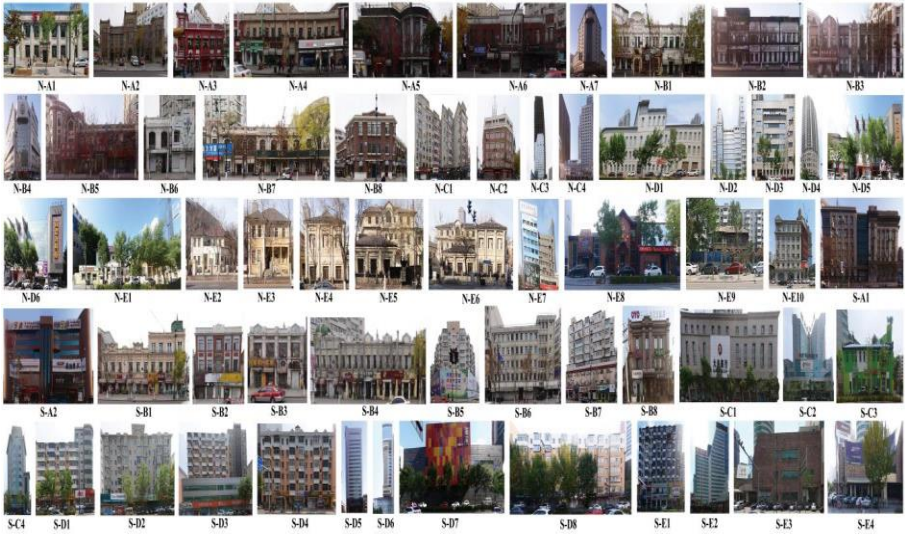 N-A1 N-A2 N-A3 N-A4 N-A5 N-A6 N-A7 N-B1 N-B2 N-B3
N-B4 N-B5 N-B6 N-B7 N-B8 N-C1 N-C2 N-C3 N-C4 N-D1 N-D2 N-D3 N-D4 N-D5
N-D6 N-E1 N-E2 N-E3 N-E4 N-E5 N-E6 N-E7 N-E8 N-E9 N-E10 S-A1
S-A2 S-B1 S-B2 S-B3 S-B4 S-B5 S-B6 S-B7 S-B8 S-C1 S-C2 S-C3
S-C4 S-D1 S-D2 S-D3 S-D4 S-D5 S-D6 S-D7 S-D8 S-E1 S-E2 S-E3 S-E4